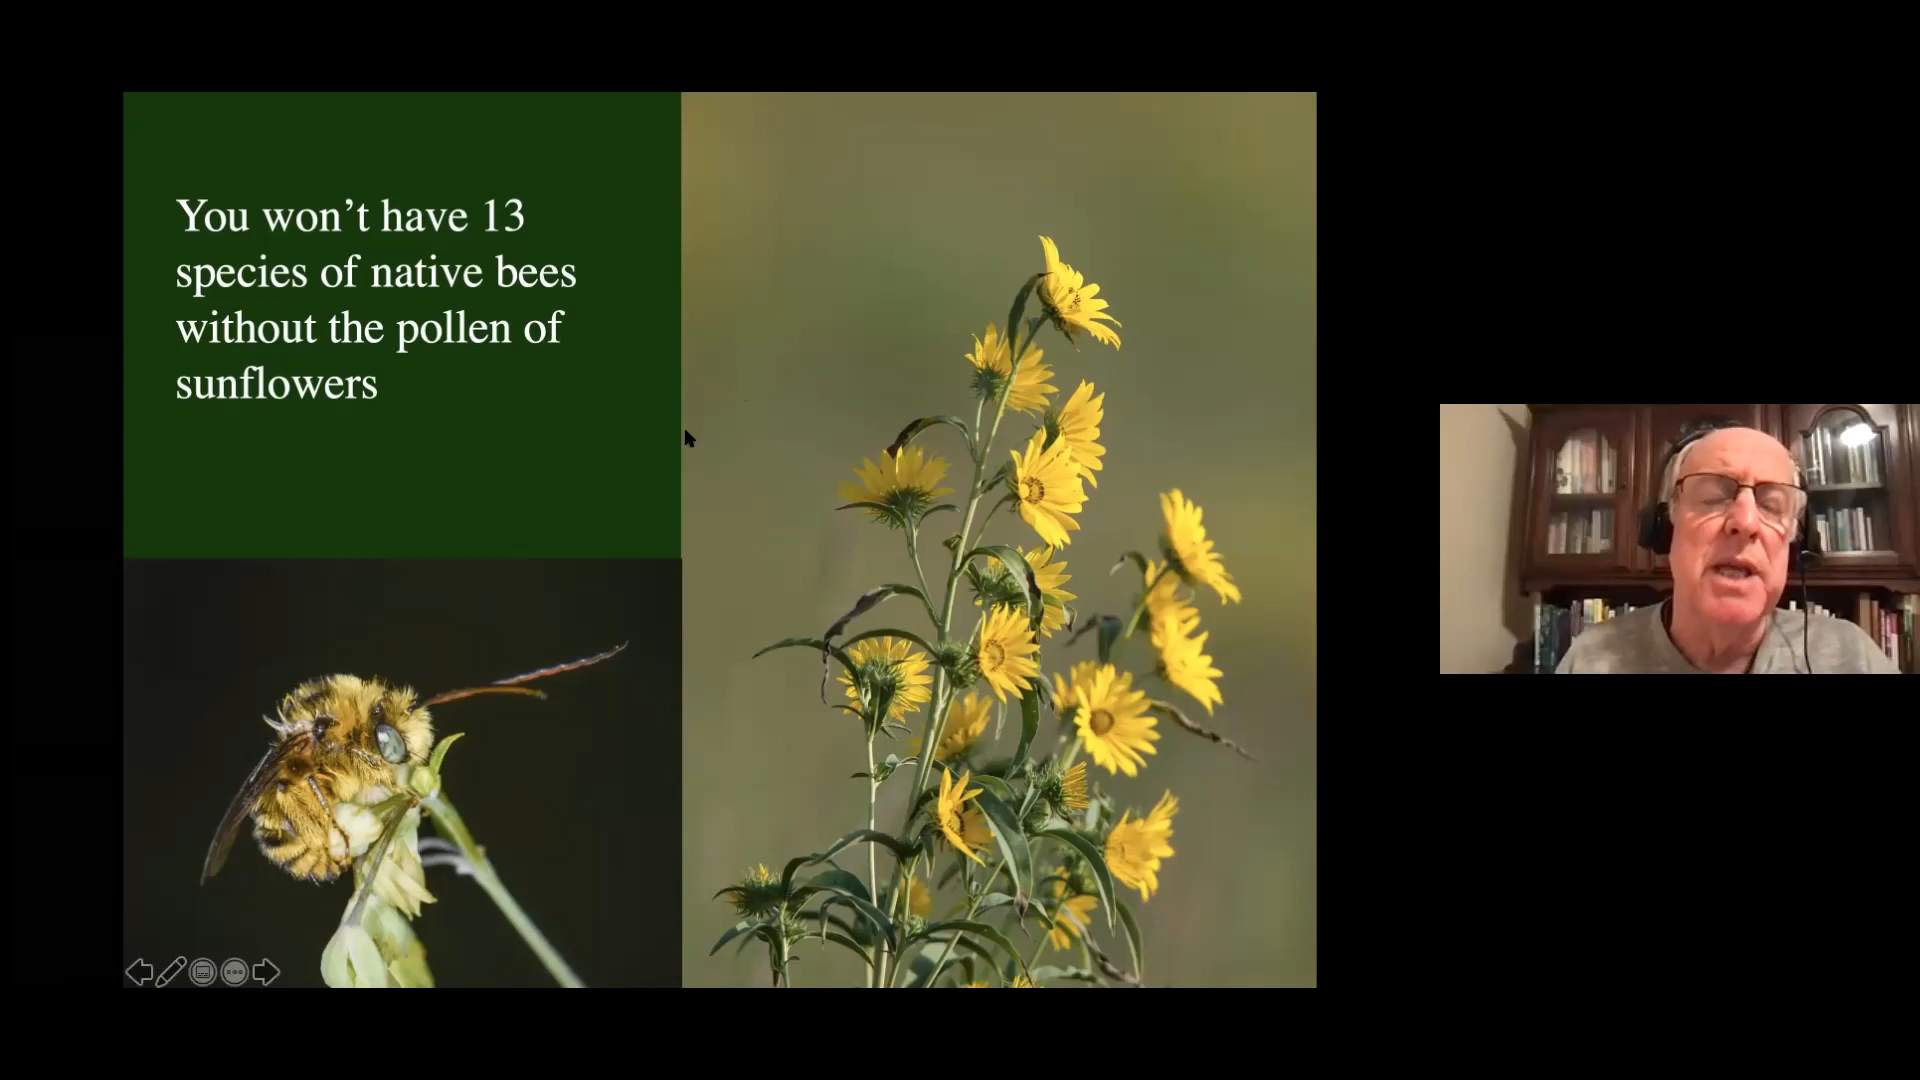 You won’t have 13
species of native bees
without the pollen of
sunflowers